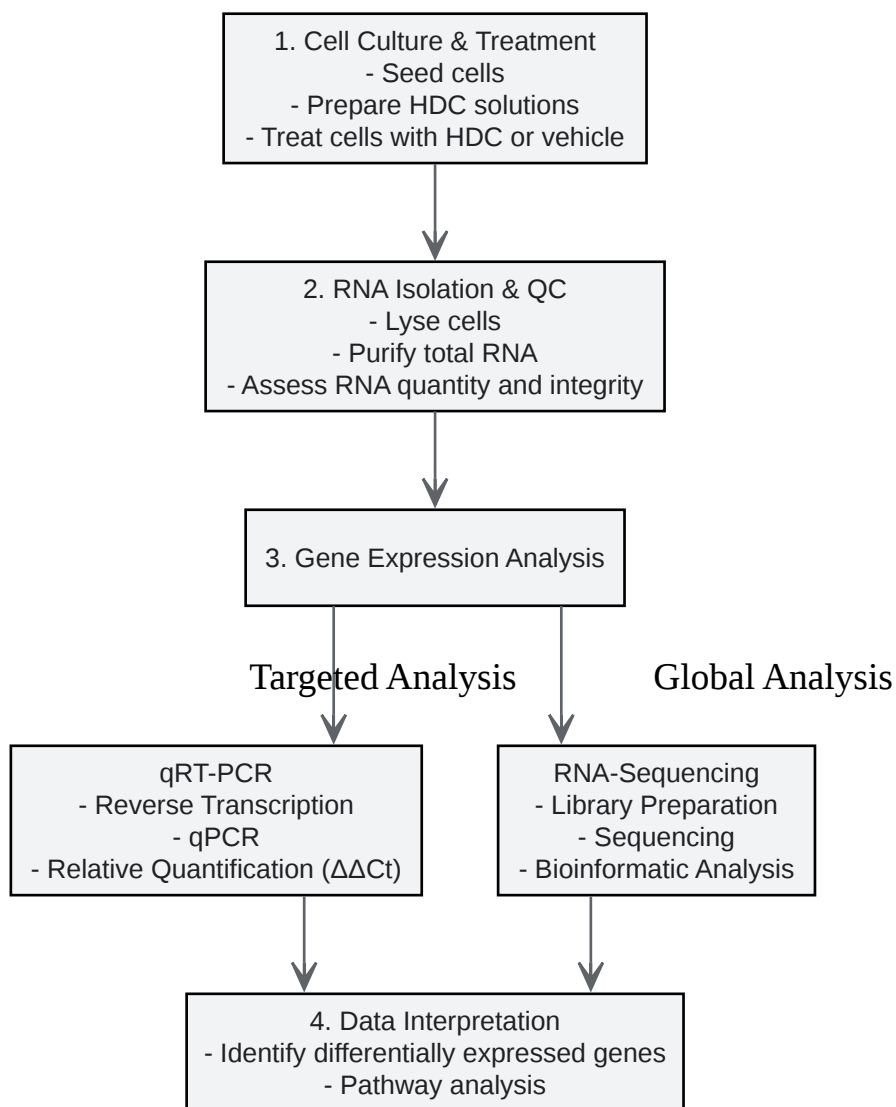 1. Cell Culture & Treatment
- Seed cells
- Prepare HDC solutions
- Treat cells with HDC or vehicle
2. RNA Isolation & QC
- Lyse cells
- Purify total RNA
- Assess RNA quantity and integrity
3. Gene Expression Analysis
Targeted Analysis
Global Analysis
qRT-PCR
- Reverse Transcription
- qPCR
- Relative Quantification (ΔΔCt)
RNA-Sequencing
- Library Preparation
- Sequencing
- Bioinformatic Analysis
4. Data Interpretation
- Identify differentially expressed genes
- Pathway analysis